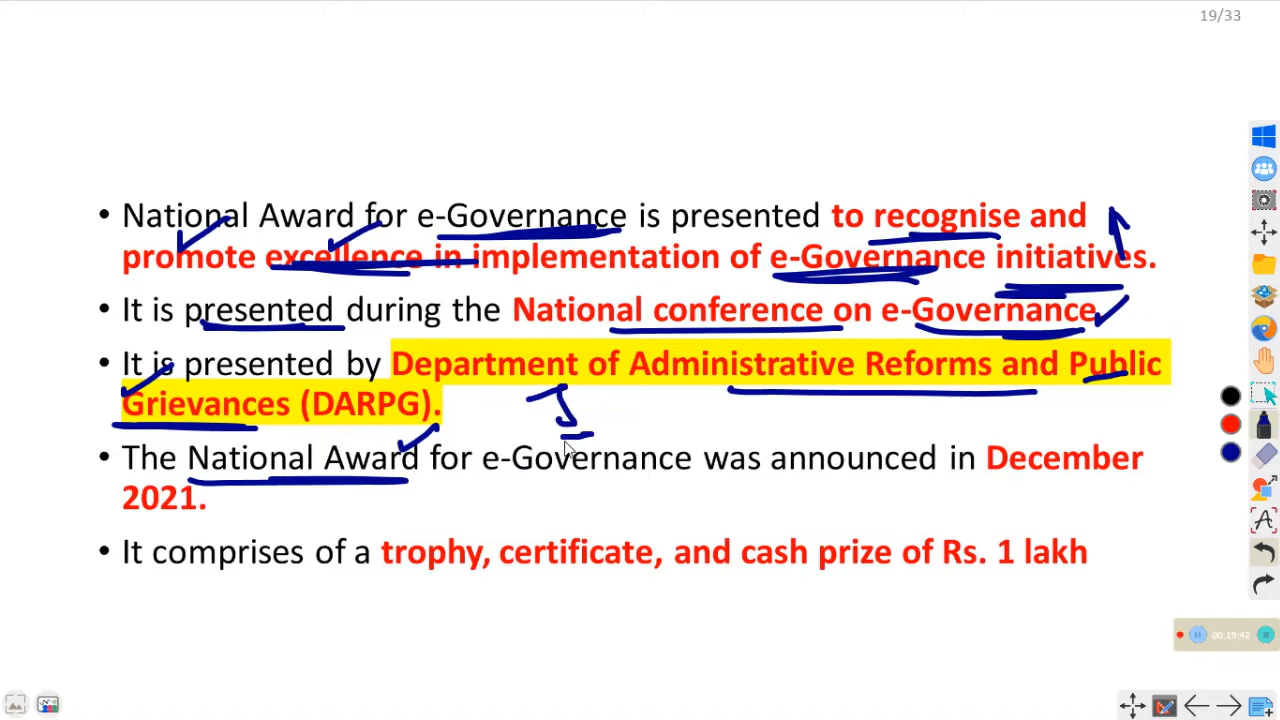 19/33
• National Award for e-Governance is presented to recognise and
promote excellence in implementation of e-Governance initiatives.
• It is presented during the National conference on e-Governance
• It is presented by Department of Administrative Reforms and Public
Grievances (DARPG).
• The National Award for e-Governance was announced in December
2021.
• It comprises of a trophy, certificate, and cash prize of Rs. 1 lakh
00:19:42